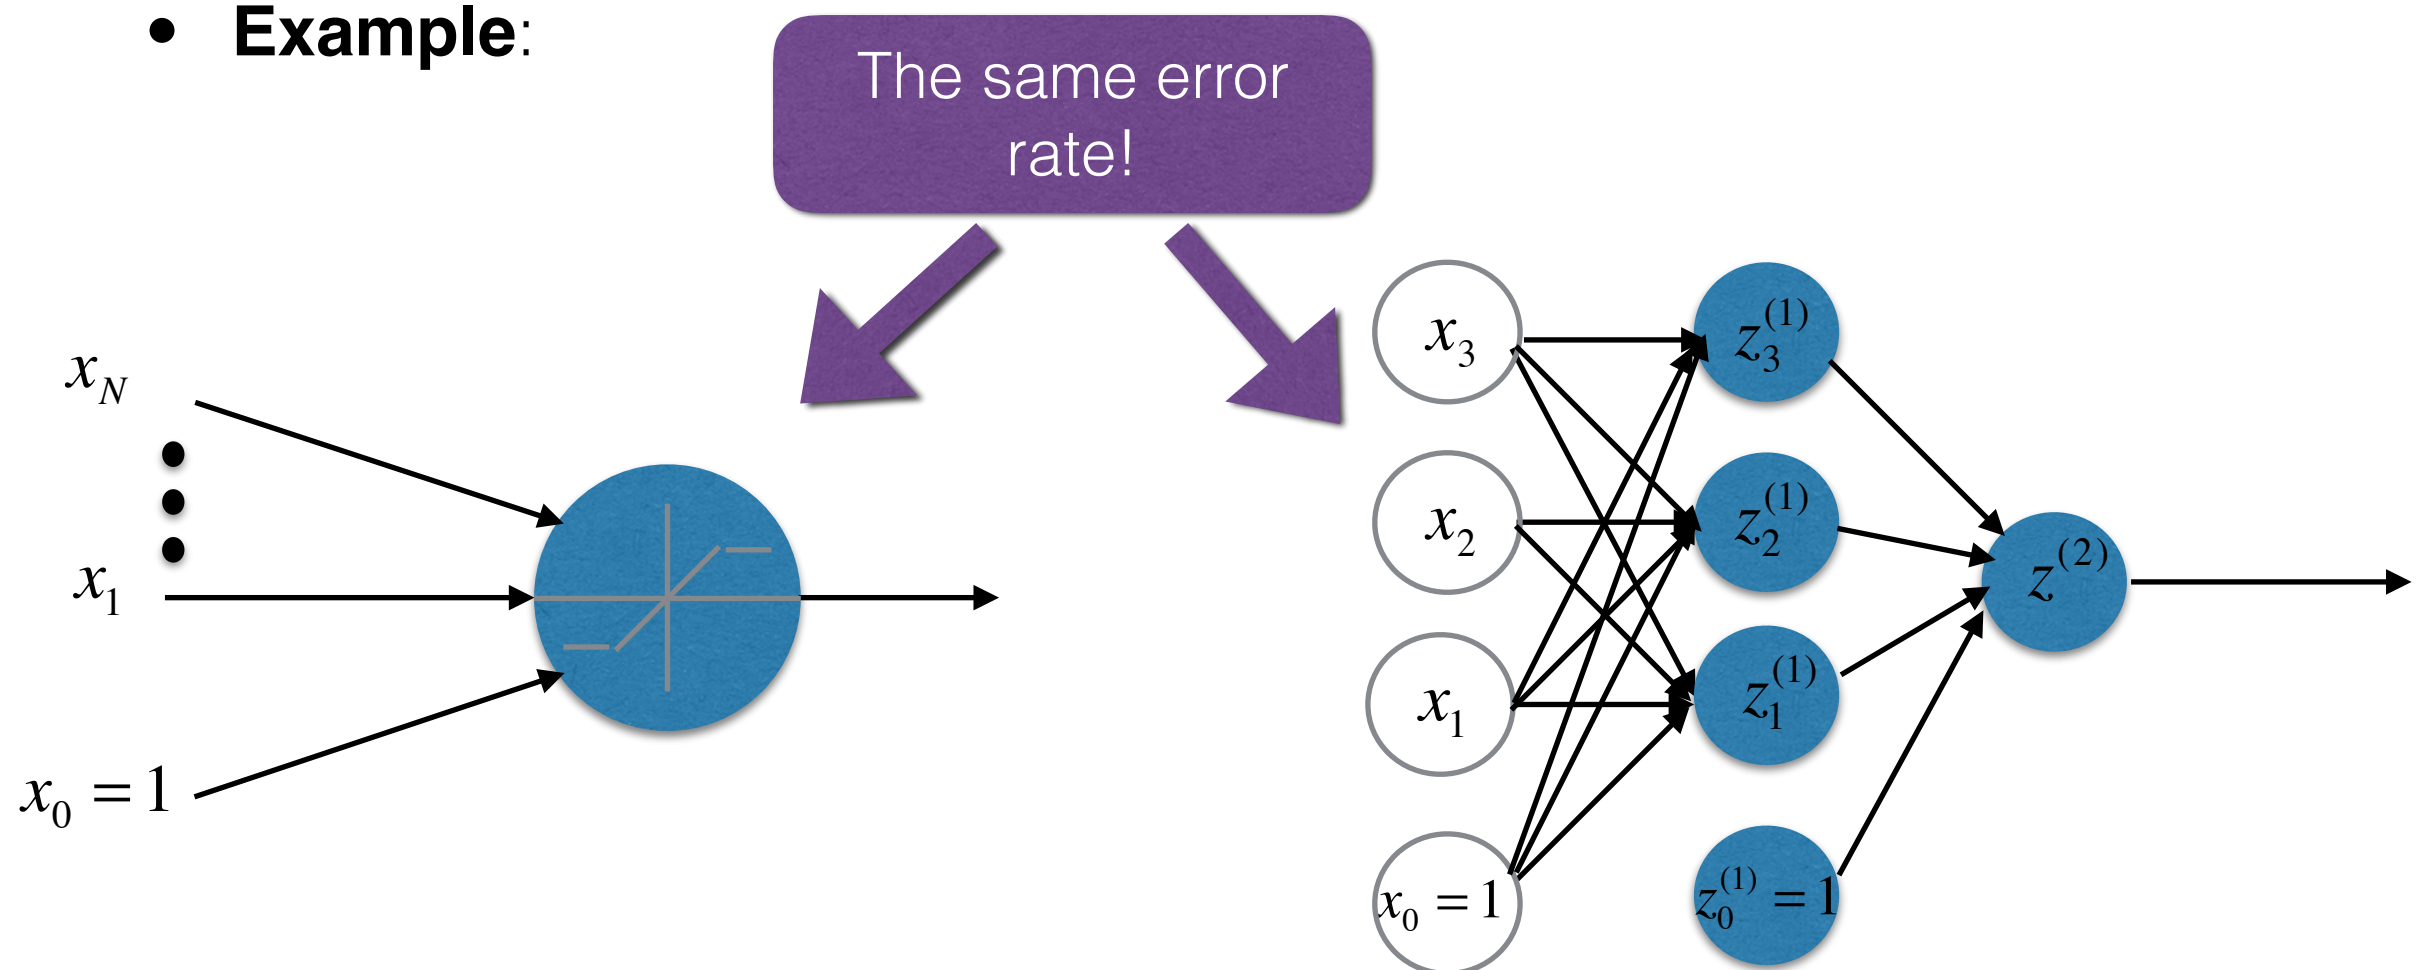 • Example:
The same error
rate!
x_N
x_1
x_0 = 1
x_3
x_2
x_1
x_0 = 1
z_3^(1)
z_2^(1)
z_1^(1)
z_0^(1) = 1
z^(2)